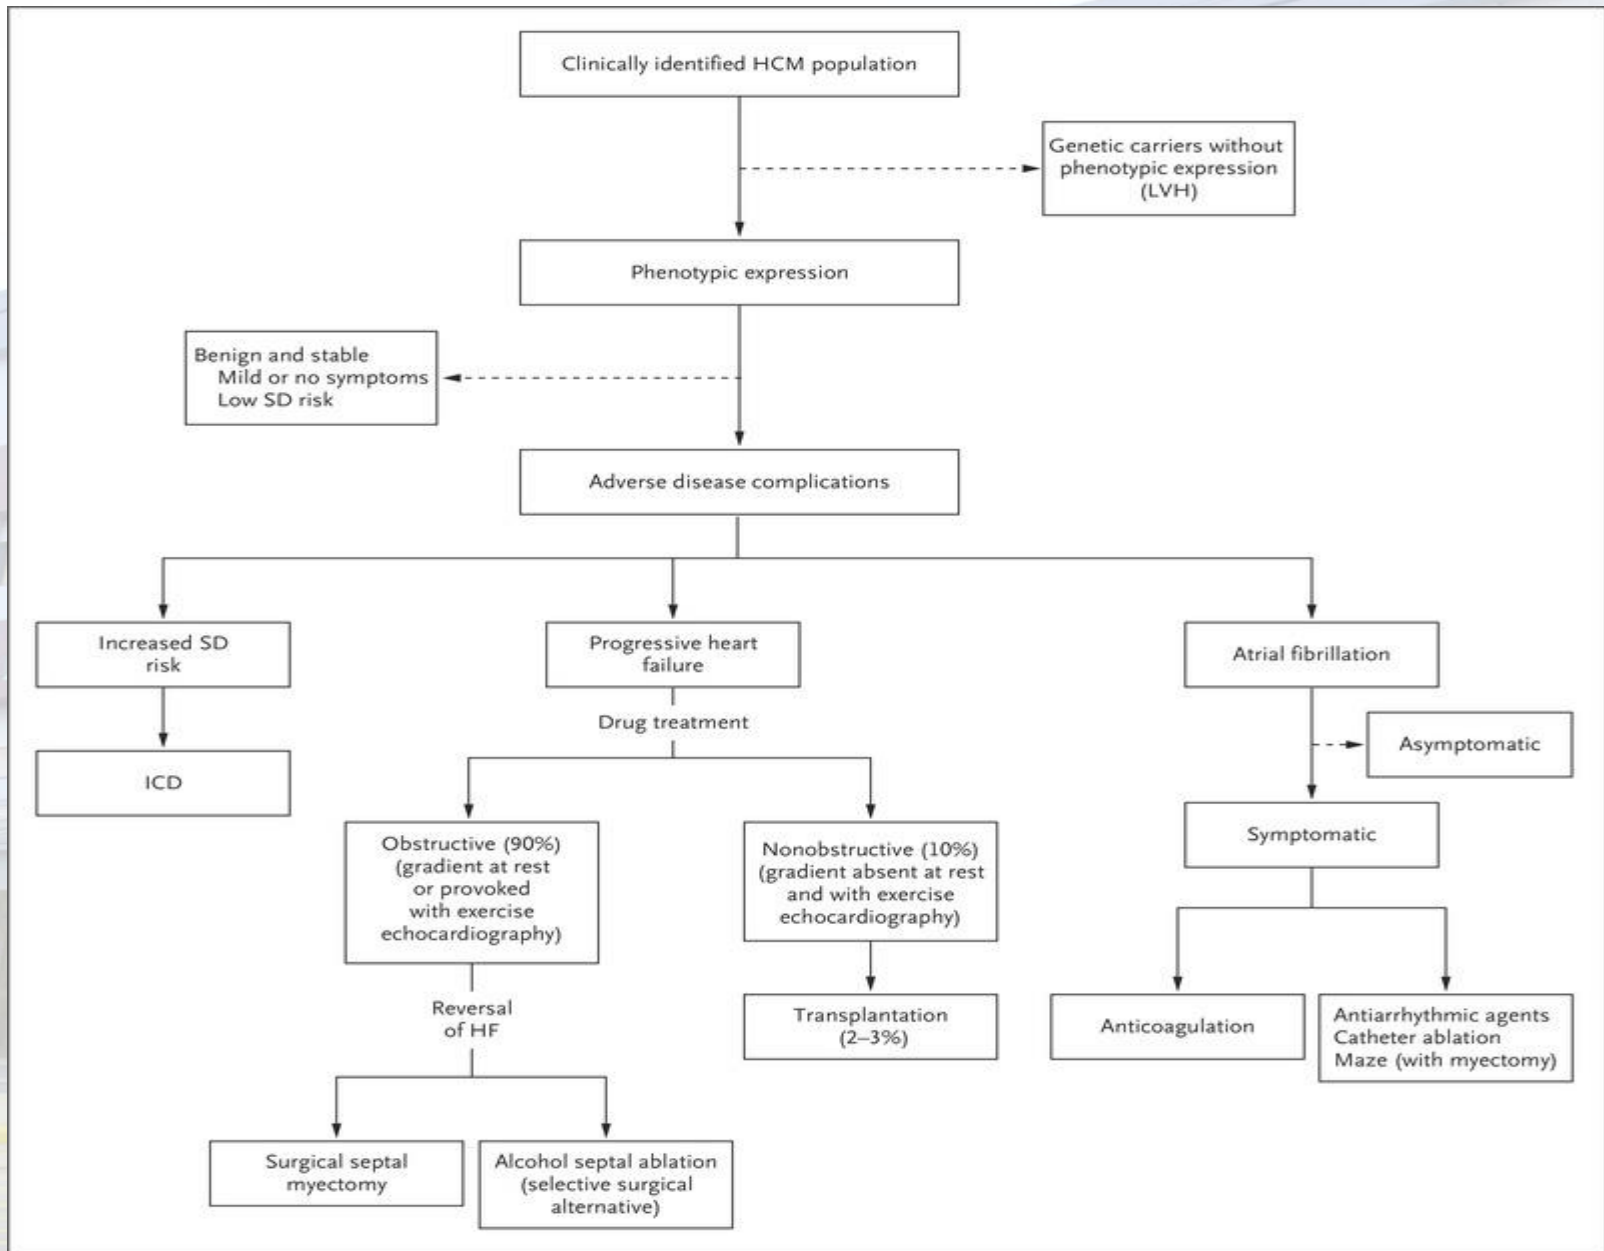 Clinically identified HCM population
Genetic carriers without
phenotypic expression
(LVH)
Phenotypic expression
Benign and stable
Mild or no symptoms
Low SD risk
Adverse disease complications
Increased SD
risk
Progressive heart
failure
Atrial fibrillation
Drug treatment
Asymptomatic
ICD
Obstructive (90%)
(gradient at rest
or provoked
with exercise
echocardiography)
Nonobstructive (10%)
(gradient absent at rest
and with exercise
echocardiography)
Symptomatic
Reversal
of HF
Transplantation
(2–3%)
Anticoagulation
Antiarrhythmic agents
Catheter ablation
Maze (with myectomy)
Surgical septal
myectomy
Alcohol septal ablation
(selective surgical
alternative)